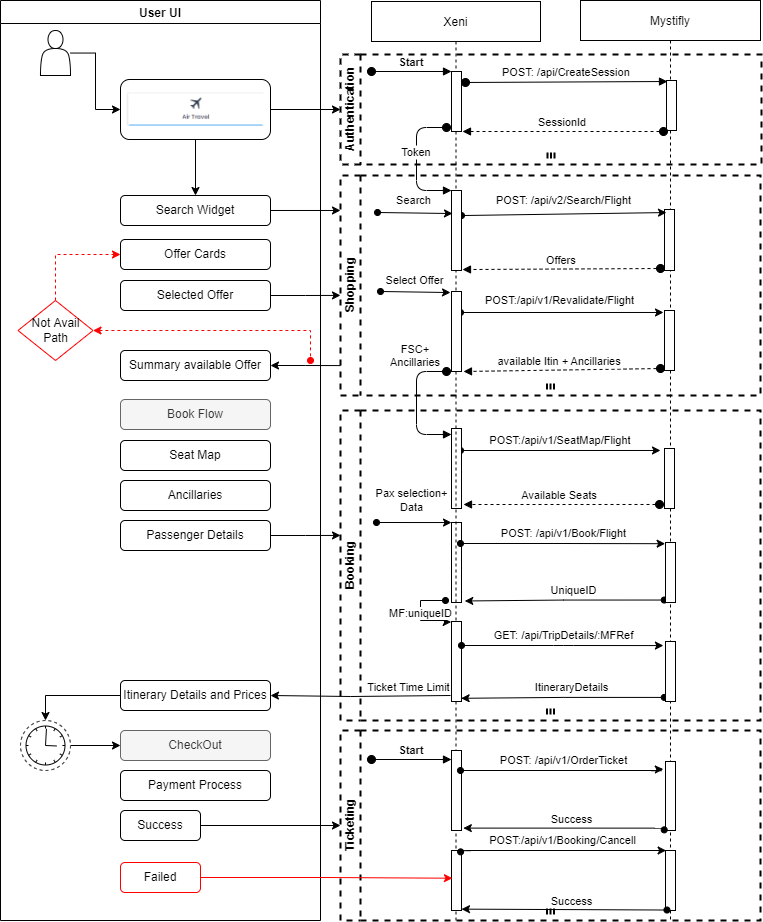 User UI
Xeni
Mystifly
Authentication
Start
POST: /api/CreateSession
Air Travel
SessionId
Token
Shopping
Search Widget
Search
POST: /api/v2/Search/Flight
Offer Cards
Offers
Selected Offer
Select Offer
POST:/api/v1/Revalidate/Flight
Not Avail
Path
FSC+
Ancillaries
available Itin + Ancillaries
Summary available Offer
Booking
Book Flow
Seat Map
POST:/api/v1/SeatMap/Flight
Ancillaries
Pax selection+
Data
Available Seats
Passenger Details
POST: /api/v1/Book/Flight
UniqueID
MF:uniqueID
GET: /api/TripDetails/:MFRef
Itinerary Details and Prices
Ticket Time Limit
ItineraryDetails
Ticketing
CheckOut
Start
POST: /api/v1/OrderTicket
Payment Process
Success
Success
POST:/api/v1/Booking/Cancell
Failed
Success